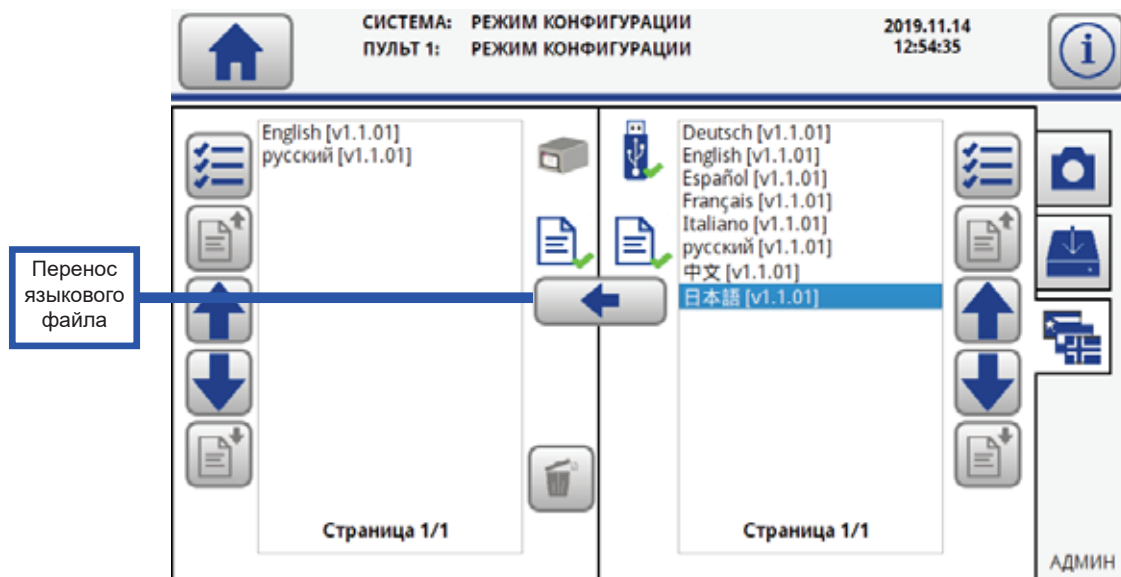 СИСТЕМА: РЕЖИМ КОНФИГУРАЦИИ
ПУЛЬТ 1: РЕЖИМ КОНФИГУРАЦИИ
2019.11.14
12:54:35
i
English [v1.1.01]
русский [v1.1.01]
Страница 1/1
Deutsch [v1.1.01]
English [v1.1.01]
Español [v1.1.01]
Français [v1.1.01]
Italiano [v1.1.01]
русский [v1.1.01]
中文 [v1.1.01]
日本語 [v1.1.01]
Страница 1/1
Перенос
языкового
файла
АДМИН